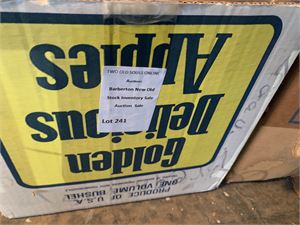 TWO OLD SOULS ONLINE
Auction
Barberton New Old
Stock Inventory Sale
Auction Sale
Lot 241
Golden
Delicious
Apples
ONE VOLUME BUSHEL
PRODUCE OF U.S.A.